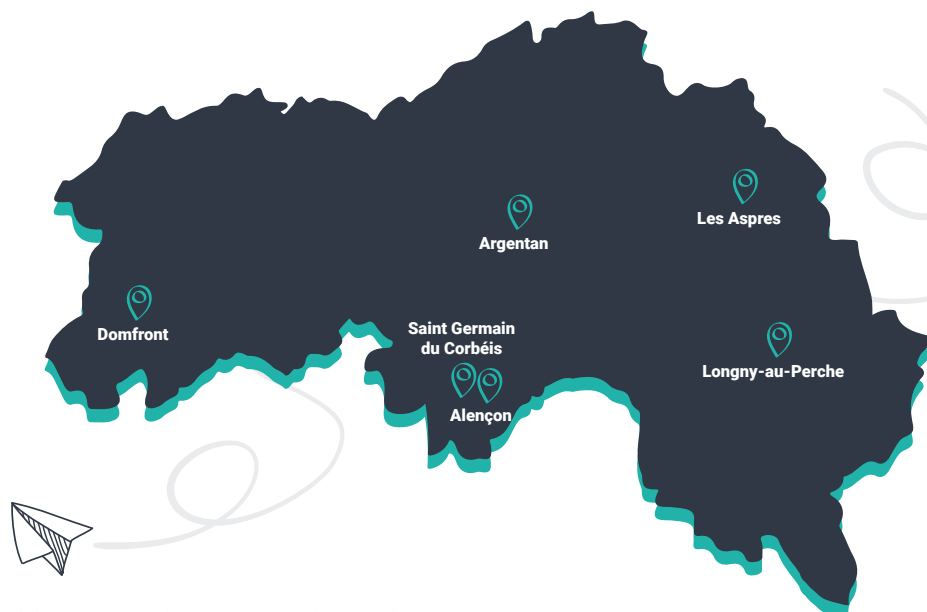 Les Aspres
Argentan
Domfront
Saint Germain
du Corbéis
Longny-au-Perche
Alençon